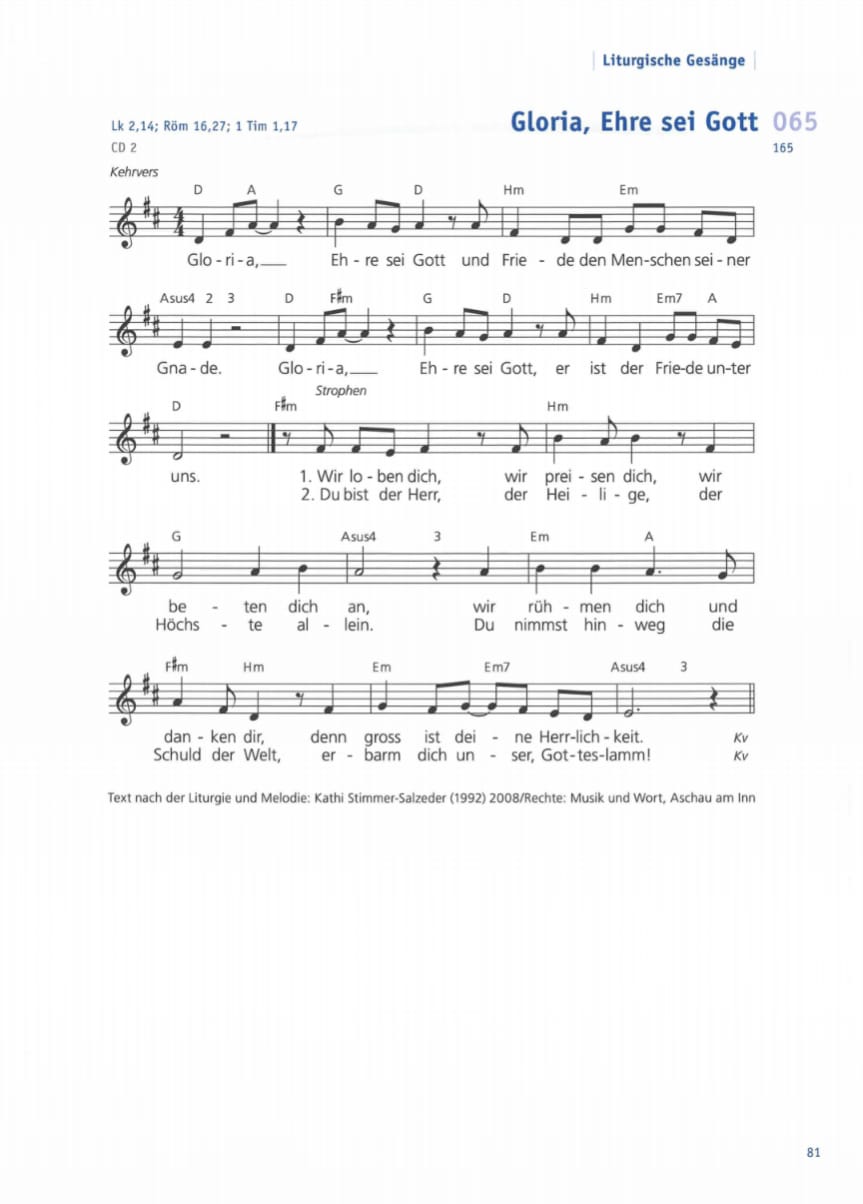 | Liturgische Gesänge |
Lk 2,14; Röm 16,27; 1 Tim 1,17 Gloria, Ehre sei Gott 065
CD 2 165
Kehrvers
D A G D Hm Em
4/4
Glo - ri - a,___ Eh - re sei Gott und Frie - de den Men-schen sei - ner
Asus4 2 3 D F#m G D Hm Em7 A
Gna - de. Glo - ri - a,___ Eh - re sei Gott, er ist der Frie-de un-ter
Strophen
D F#m Hm
uns. 1. Wir lo - ben dich, wir prei - sen dich, wir
2. Du bist der Herr, der Hei - li - ge, der
G Asus4 3 Em A
be - ten dich an, wir rüh - men dich und
Höchs - te al - lein. Du nimmst hin - weg die
F#m Hm Em Em7 Asus4 3
dan - ken dir, denn gross ist dei - ne Herr-lich - keit. Kv
Schuld der Welt, er - barm dich un - ser, Got-tes-lamm! Kv
Text nach der Liturgie und Melodie: Kathi Stimmer-Salzeder (1992) 2008/Rechte: Musik und Wort, Aschau am Inn
81